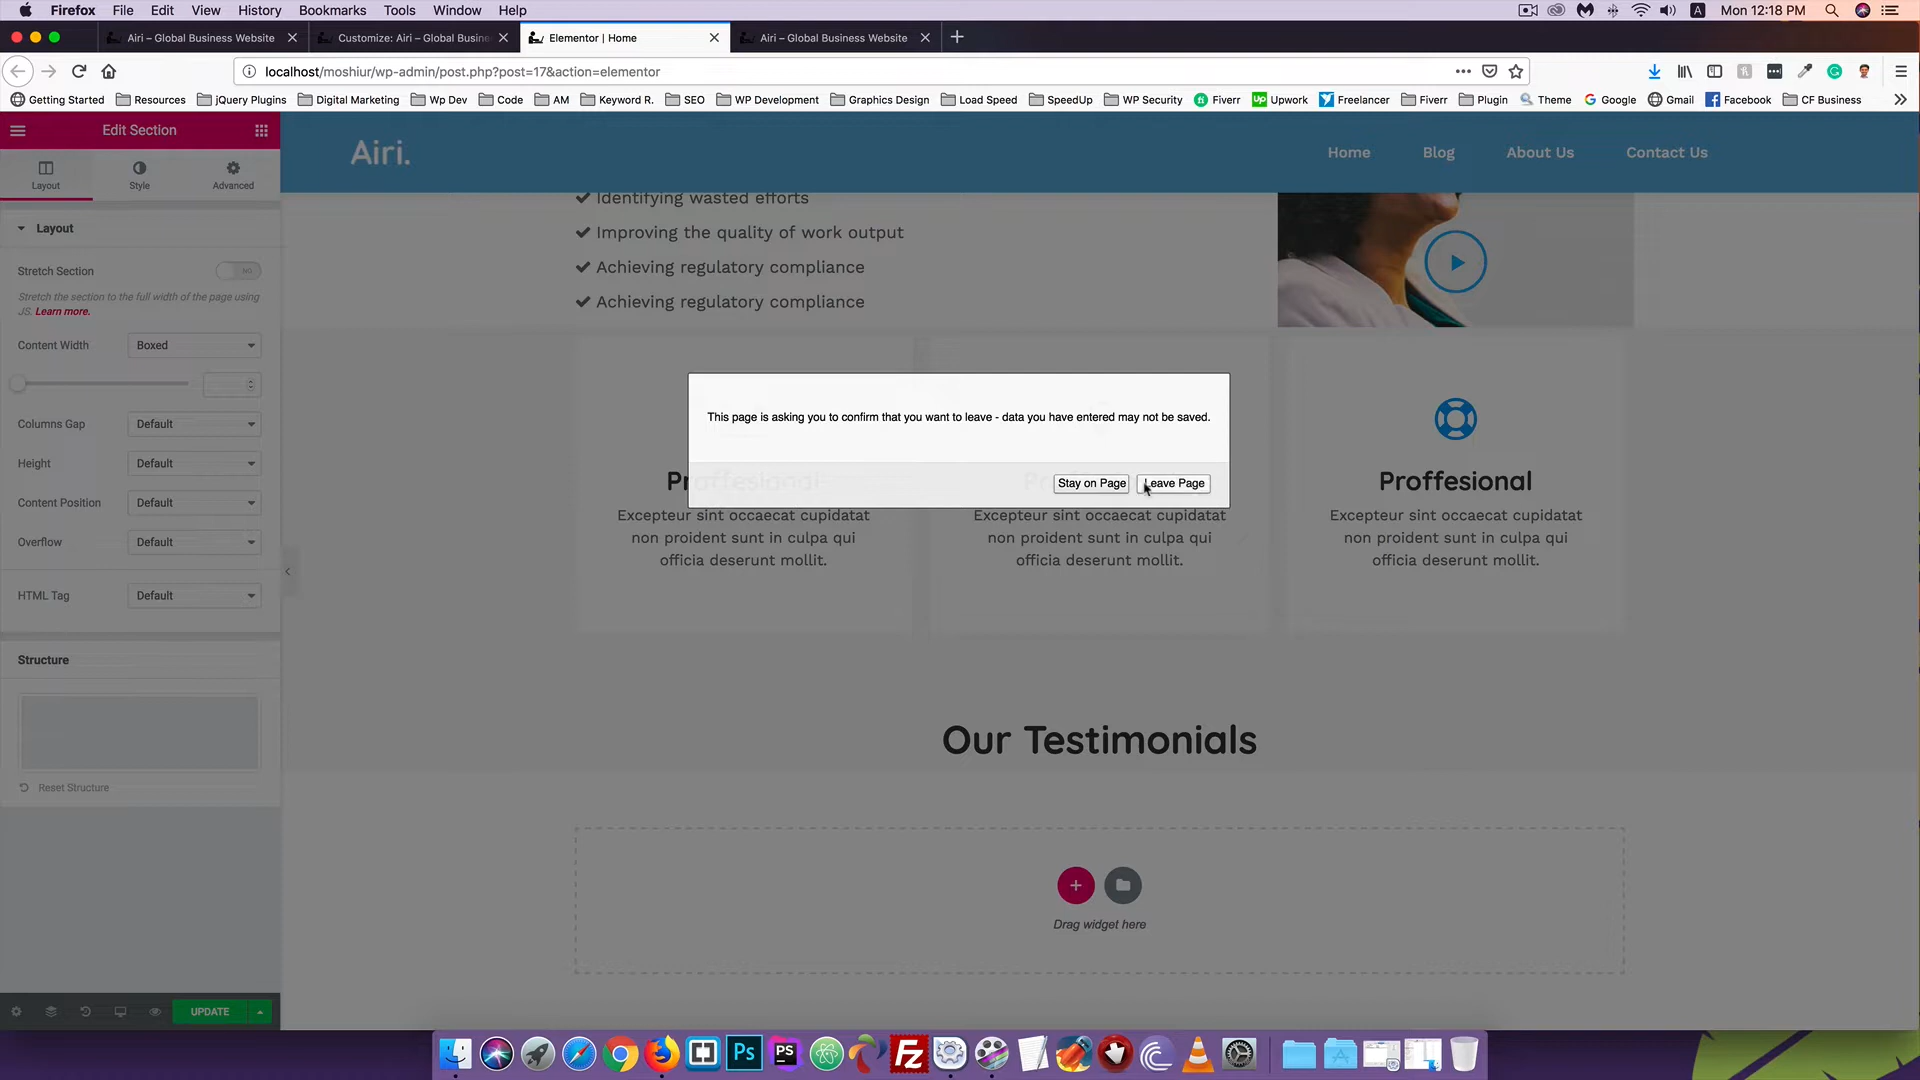 Firefox File Edit View History Bookmarks Tools Window Help
A Mon 12:18 PM
Airi – Global Business Website
Customize: Airi – Global Busine
Elementor | Home
Airi – Global Business Website
localhost/moshiur/wp-admin/post.php?post=17&action=elementor
Getting Started Resources jQuery Plugins Digital Marketing Wp Dev Code AM Keyword R. SEO WP Development Graphics Design Load Speed SpeedUp WP Security Fiverr Upwork Freelancer Fiverr Plugin Theme Google Gmail Facebook CF Business
Edit Section
Layout Style Advanced
Layout
Stretch Section NO
Stretch the section to the full width of the page using
JS. Learn more.
Content Width Boxed
Columns Gap Default
Height Default
Content Position Default
Overflow Default
HTML Tag Default
Structure
Reset Structure
UPDATE
Airi.
Home Blog About Us Contact Us
Identifying wasted efforts
Improving the quality of work output
Achieving regulatory compliance
Achieving regulatory compliance
This page is asking you to confirm that you want to leave - data you have entered may not be saved.
Stay on Page Leave Page
Proffesional
Excepteur sint occaecat cupidatat
non proident sunt in culpa qui
officia deserunt mollit.
Excepteur sint occaecat cupidatat
non proident sunt in culpa qui
officia deserunt mollit.
Proffesional
Excepteur sint occaecat cupidatat
non proident sunt in culpa qui
officia deserunt mollit.
Our Testimonials
Drag widget here
Ps
PS
FZ